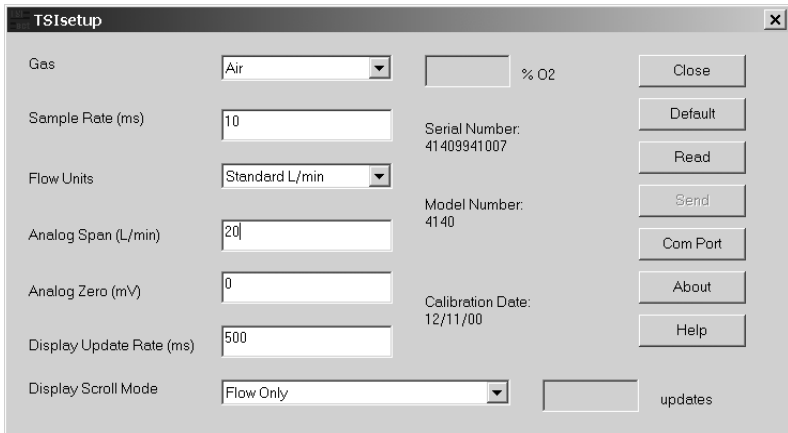 TSIsetup
Gas
Air
% O2
Close
Sample Rate (ms)
10
Serial Number:
41409941007
Default
Read
Flow Units
Standard L/min
Model Number:
4140
Send
Analog Span (L/min)
20
Com Port
Analog Zero (mV)
0
Calibration Date:
12/11/00
About
Display Update Rate (ms)
500
Help
Display Scroll Mode
Flow Only
updates